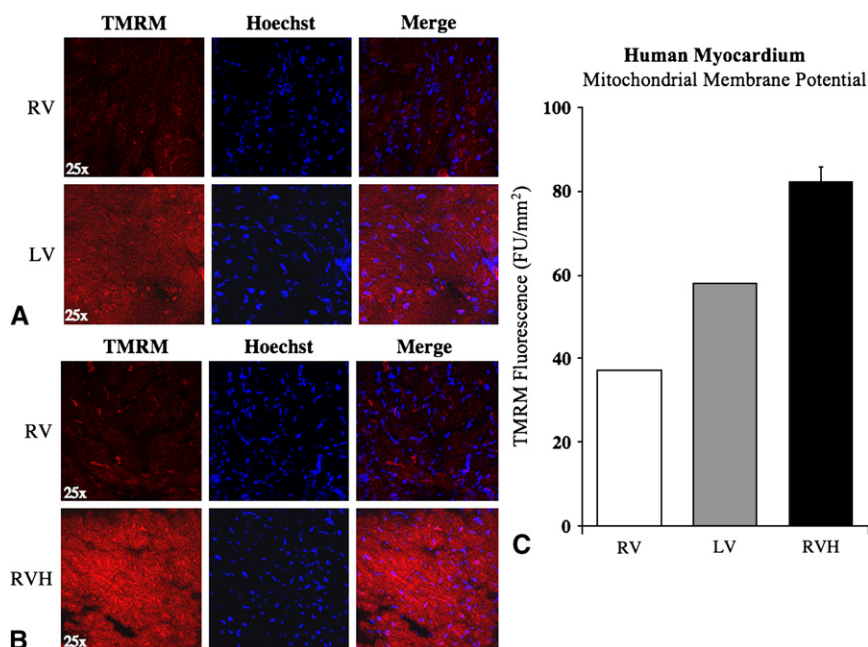 TMRM Hoechst Merge
RV
25x
LV
25x
A
TMRM Hoechst Merge
RV
25x
RVH
25x
B
Human Myocardium
Mitochondrial Membrane Potential
TMRM Fluorescence (FU/mm²)
100
80
60
40
20
0
RV LV RVH
C